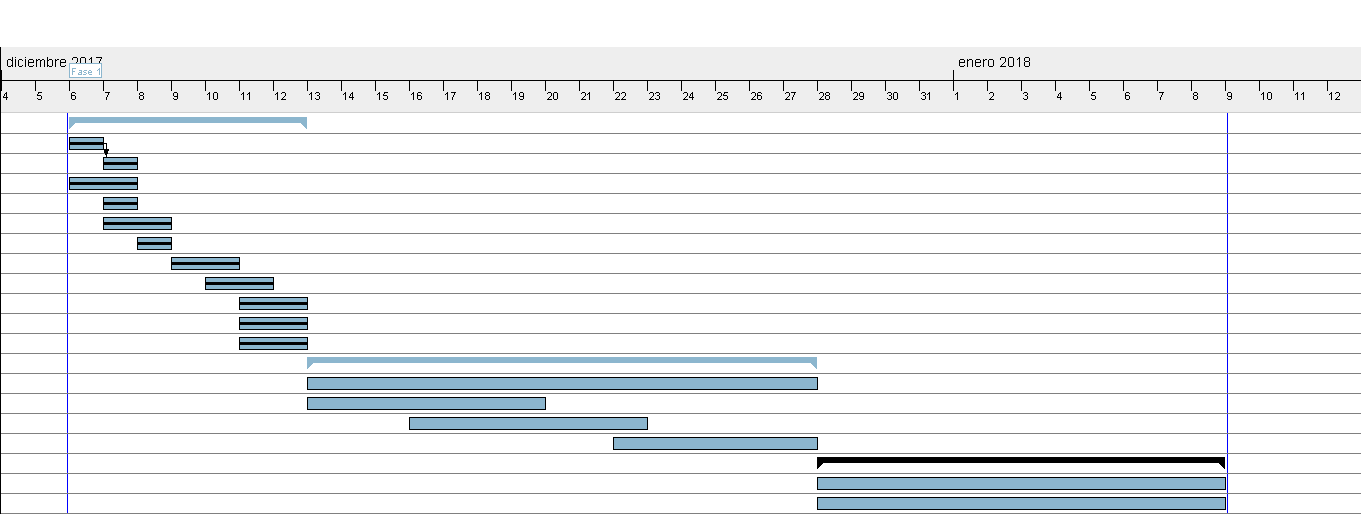 diciembre 2017 enero 2018
Fase 1
4 5 6 7 8 9 10 11 12 13 14 15 16 17 18 19 20 21 22 23 24 25 26 27 28 29 30 31 1 2 3 4 5 6 7 8 9 10 11 12